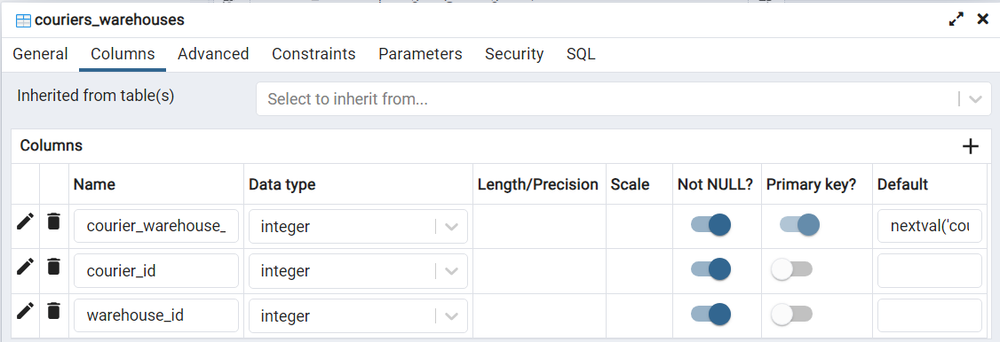 couriers_warehouses
General Columns Advanced Constraints Parameters Security SQL
Inherited from table(s) Select to inherit from...
Columns
Name Data type Length/Precision Scale Not NULL? Primary key? Default
courier_warehouse_ integer nextval('cou
courier_id integer
warehouse_id integer